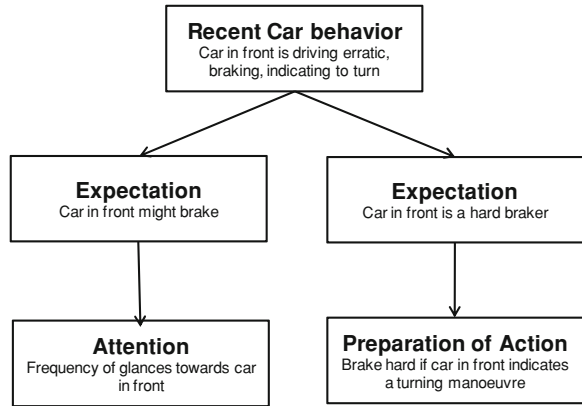 Recent Car behavior
Car in front is driving erratic,
braking, indicating to turn
Expectation
Car in front might brake
Expectation
Car in front is a hard braker
Attention
Frequency of glances towards car
in front
Preparation of Action
Brake hard if car in front indicates
a turning manoeuvre